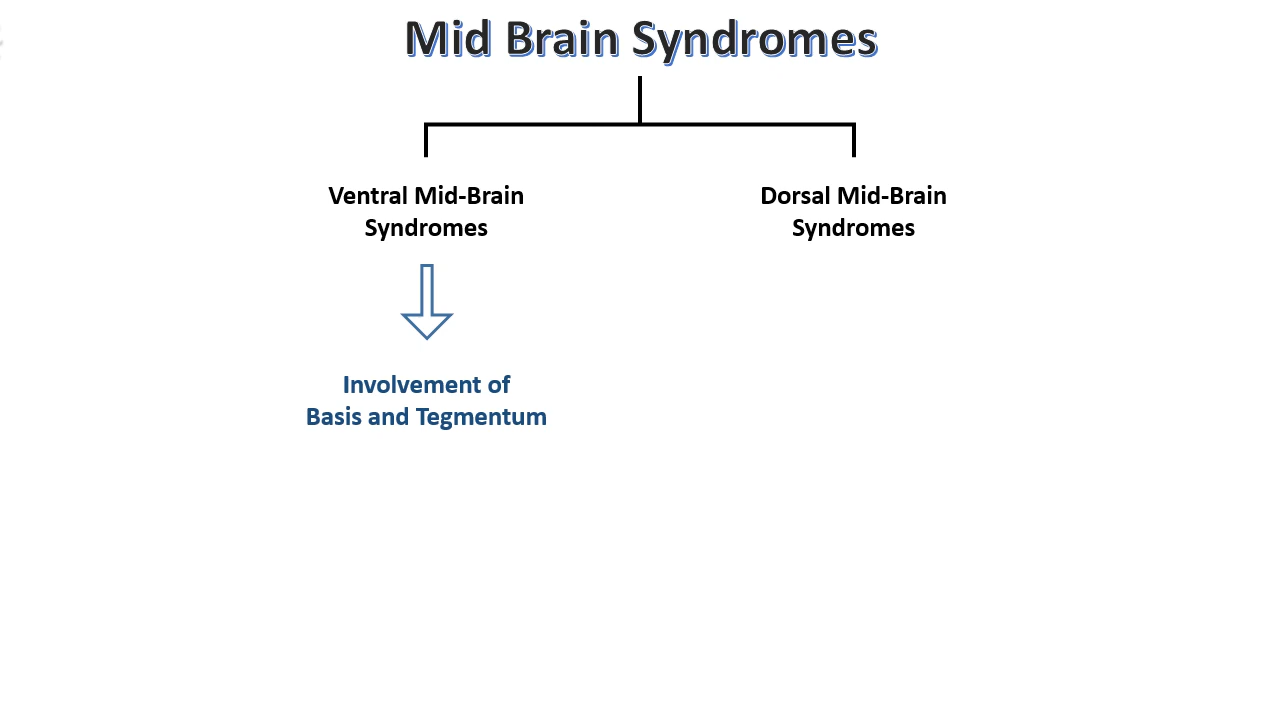 Mid Brain Syndromes
Ventral Mid-Brain
Syndromes
Dorsal Mid-Brain
Syndromes
Involvement of
Basis and Tegmentum